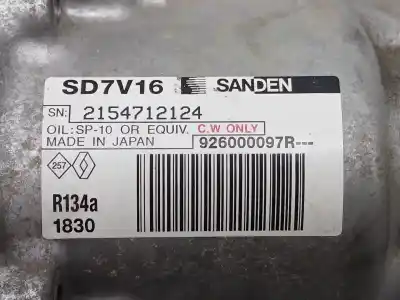 SD7V16 SANDEN
SN: 2154712124
OIL:SP-10 OR EQUIV. C.W ONLY
MADE IN JAPAN 926000097R---
257
R134a
1830